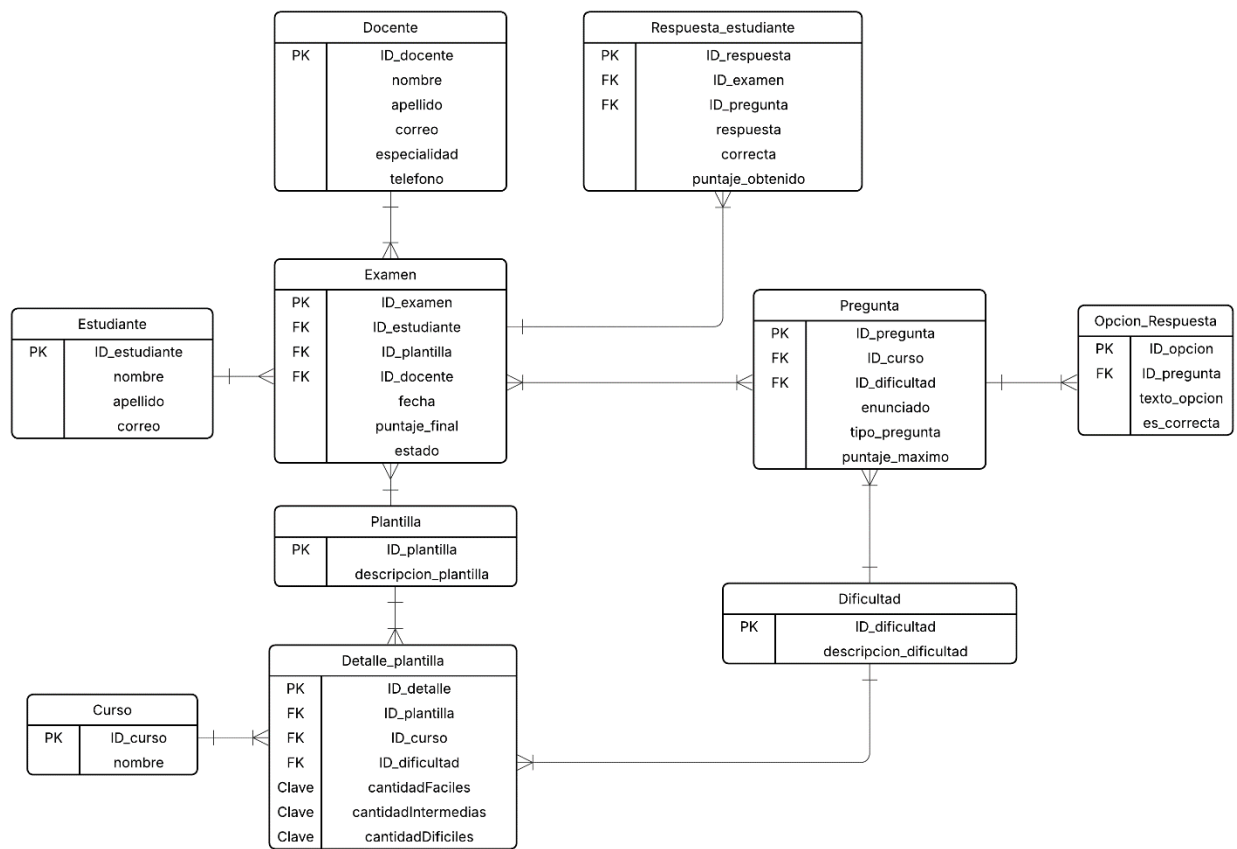 Docente
PK ID_docente
nombre
apellido
correo
especialidad
telefono
Respuesta_estudiante
PK ID_respuesta
FK ID_examen
FK ID_pregunta
respuesta
correcta
puntaje_obtenido
Examen
PK ID_examen
FK ID_estudiante
FK ID_plantilla
FK ID_docente
fecha
puntaje_final
estado
Estudiante
PK ID_estudiante
nombre
apellido
correo
Pregunta
PK ID_pregunta
FK ID_curso
FK ID_dificultad
enunciado
tipo_pregunta
puntaje_maximo
Opcion_Respuesta
PK ID_opcion
FK ID_pregunta
texto_opcion
es_correcta
Plantilla
PK ID_plantilla
descripcion_plantilla
Dificultad
PK ID_dificultad
descripcion_dificultad
Detalle_plantilla
PK ID_detalle
FK ID_plantilla
FK ID_curso
FK ID_dificultad
Clave cantidadFaciles
Clave cantidadIntermedias
Clave cantidadDificiles
Curso
PK ID_curso
nombre